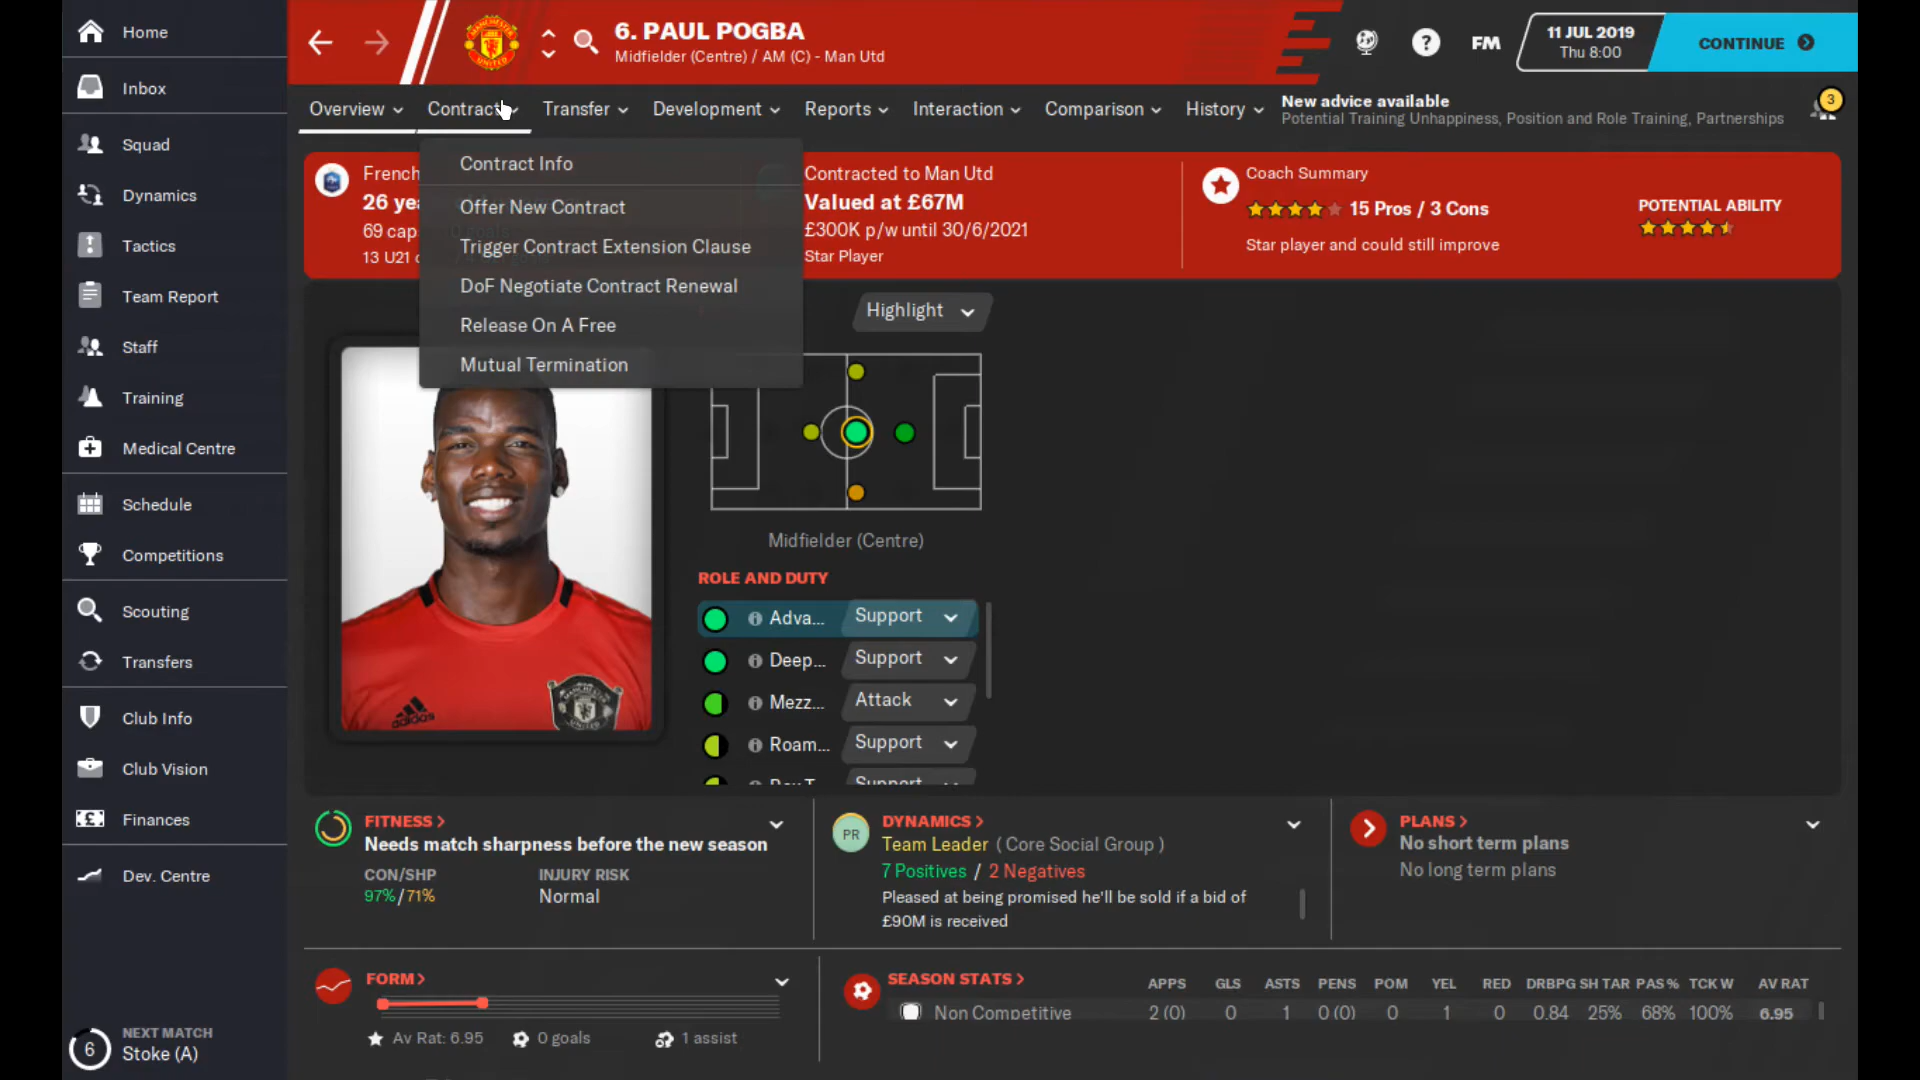 Home
Inbox
Squad
Dynamics
Tactics
Team Report
Staff
Training
Medical Centre
Schedule
Competitions
Scouting
Transfers
Club Info
Club Vision
Finances
Dev. Centre
NEXT MATCH
6
Stoke (A)
6. PAUL POGBA
Midfielder (Centre) / AM (C) - Man Utd
FM
11 JUL 2019
Thu 8:00
CONTINUE
Overview
Contract
Transfer
Development
Reports
Interaction
Comparison
History
New advice available
Potential Training Unhappiness, Position and Role Training, Partnerships
3
Contract Info
Offer New Contract
Trigger Contract Extension Clause
DoF Negotiate Contract Renewal
Release On A Free
Mutual Termination
French
26 yea
69 cap
13 U21 c
Contracted to Man Utd
Valued at £67M
£300K p/w until 30/6/2021
Star Player
Coach Summary
15 Pros / 3 Cons
Star player and could still improve
POTENTIAL ABILITY
Highlight
Midfielder (Centre)
ROLE AND DUTY
Adva... Support
Deep... Support
Mezz... Attack
Roam... Support
Support
adidas
FITNESS >
Needs match sharpness before the new season
CON/SHP INJURY RISK
97%/71% Normal
PR
DYNAMICS >
Team Leader ( Core Social Group )
7 Positives / 2 Negatives
Pleased at being promised he'll be sold if a bid of
£90M is received
PLANS >
No short term plans
No long term plans
FORM >
Av Rat: 6.95 0 goals 1 assist
SEASON STATS > APPS GLS ASTS PENS POM YEL RED DRBPG SH TAR PAS % TCK W AV RAT
Non Competitive 2 (0) 0 1 0 (0) 0 1 0 0.84 25% 68% 100% 6.95